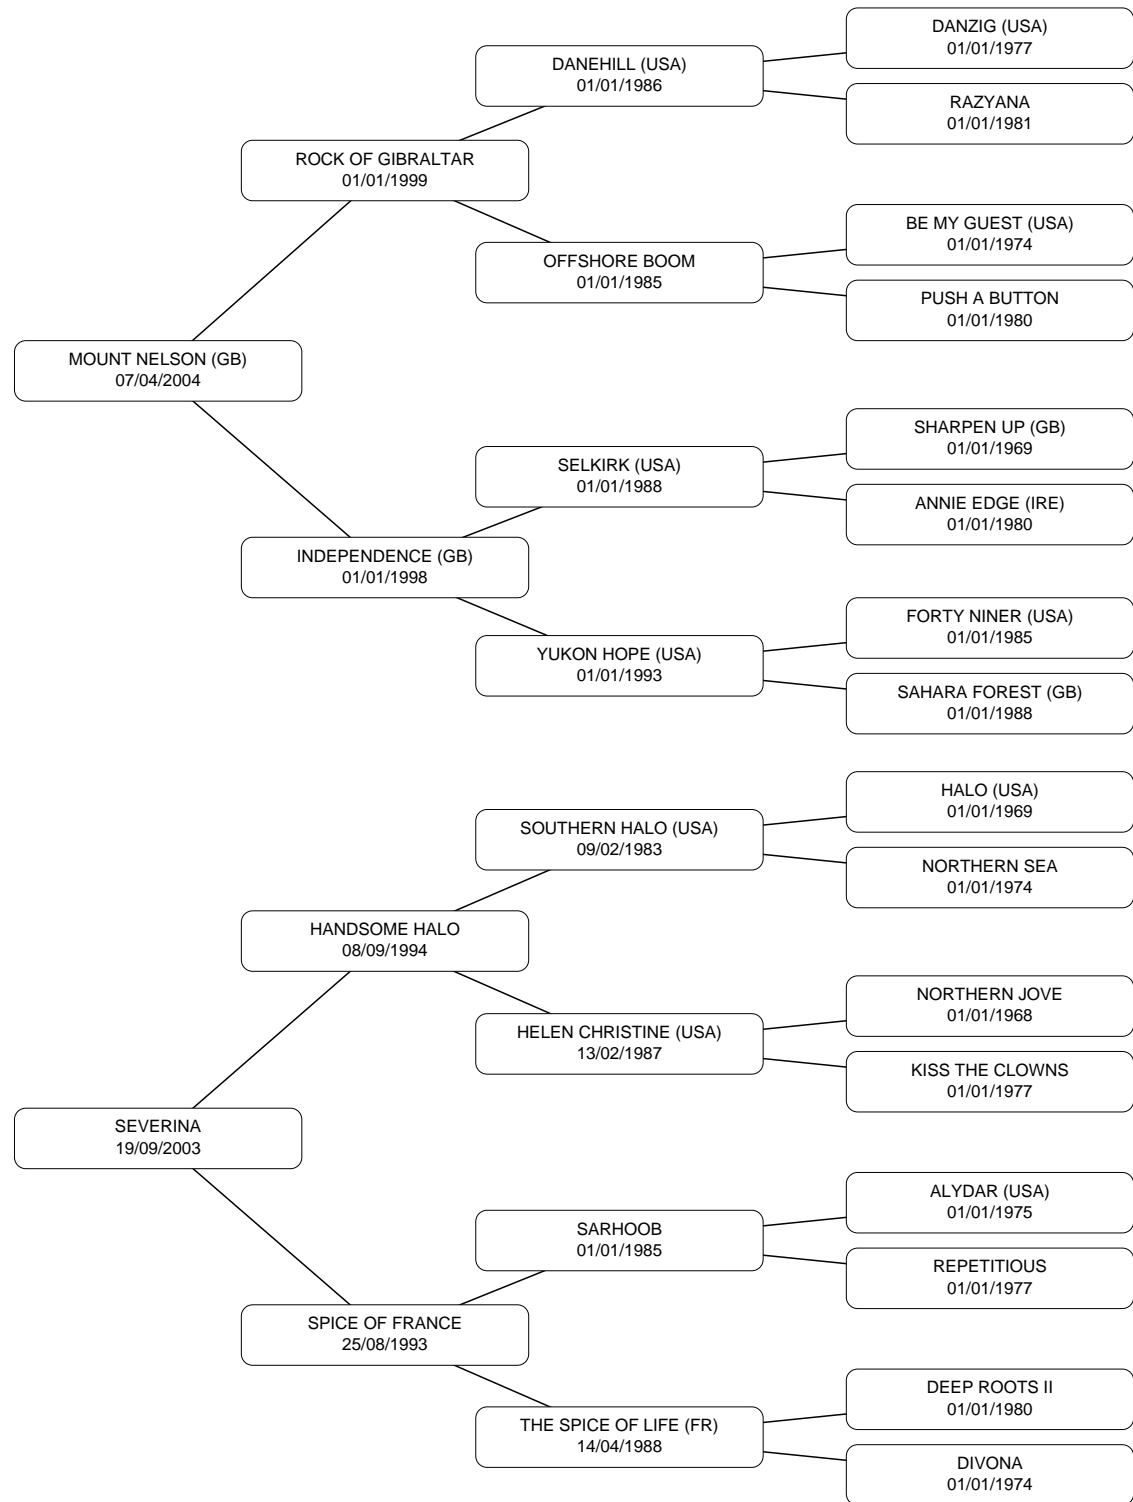 DANZIG (USA)
01/01/1977
DANEHILL (USA)
01/01/1986
RAZYANA
01/01/1981
ROCK OF GIBRALTAR
01/01/1999
BE MY GUEST (USA)
01/01/1974
OFFSHORE BOOM
01/01/1985
PUSH A BUTTON
01/01/1980
MOUNT NELSON (GB)
07/04/2004
SHARPEN UP (GB)
01/01/1969
SELKIRK (USA)
01/01/1988
ANNIE EDGE (IRE)
01/01/1980
INDEPENDENCE (GB)
01/01/1998
FORTY NINER (USA)
01/01/1985
YUKON HOPE (USA)
01/01/1993
SAHARA FOREST (GB)
01/01/1988
HALO (USA)
01/01/1969
SOUTHERN HALO (USA)
09/02/1983
NORTHERN SEA
01/01/1974
HANDSOME HALO
08/09/1994
NORTHERN JOVE
01/01/1968
HELEN CHRISTINE (USA)
13/02/1987
KISS THE CLOWNS
01/01/1977
SEVERINA
19/09/2003
ALYDAR (USA)
01/01/1975
SARHOOB
01/01/1985
REPETITIOUS
01/01/1977
SPICE OF FRANCE
25/08/1993
DEEP ROOTS II
01/01/1980
THE SPICE OF LIFE (FR)
14/04/1988
DIVONA
01/01/1974